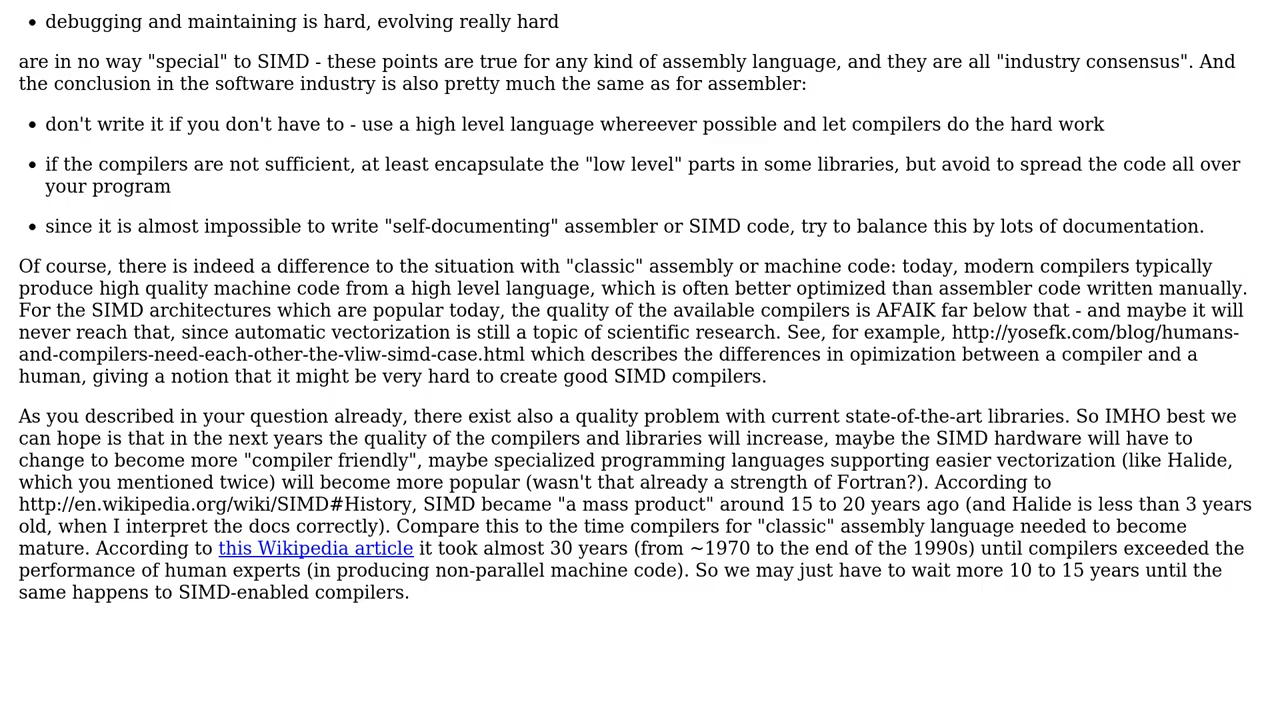 • debugging and maintaining is hard, evolving really hard
are in no way "special" to SIMD - these points are true for any kind of assembly language, and they are all "industry consensus". And
the conclusion in the software industry is also pretty much the same as for assembler:
• don't write it if you don't have to - use a high level language whereever possible and let compilers do the hard work
• if the compilers are not sufficient, at least encapsulate the "low level" parts in some libraries, but avoid to spread the code all over
your program
• since it is almost impossible to write "self-documenting" assembler or SIMD code, try to balance this by lots of documentation.
Of course, there is indeed a difference to the situation with "classic" assembly or machine code: today, modern compilers typically
produce high quality machine code from a high level language, which is often better optimized than assembler code written manually.
For the SIMD architectures which are popular today, the quality of the available compilers is AFAIK far below that - and maybe it will
never reach that, since automatic vectorization is still a topic of scientific research. See, for example, http://yosefk.com/blog/humans-
and-compilers-need-each-other-the-vliw-simd-case.html which describes the differences in opimization between a compiler and a
human, giving a notion that it might be very hard to create good SIMD compilers.
As you described in your question already, there exist also a quality problem with current state-of-the-art libraries. So IMHO best we
can hope is that in the next years the quality of the compilers and libraries will increase, maybe the SIMD hardware will have to
change to become more "compiler friendly", maybe specialized programming languages supporting easier vectorization (like Halide,
which you mentioned twice) will become more popular (wasn't that already a strength of Fortran?). According to
http://en.wikipedia.org/wiki/SIMD#History, SIMD became "a mass product" around 15 to 20 years ago (and Halide is less than 3 years
old, when I interpret the docs correctly). Compare this to the time compilers for "classic" assembly language needed to become
mature. According to this Wikipedia article it took almost 30 years (from ~1970 to the end of the 1990s) until compilers exceeded the
performance of human experts (in producing non-parallel machine code). So we may just have to wait more 10 to 15 years until the
same happens to SIMD-enabled compilers.